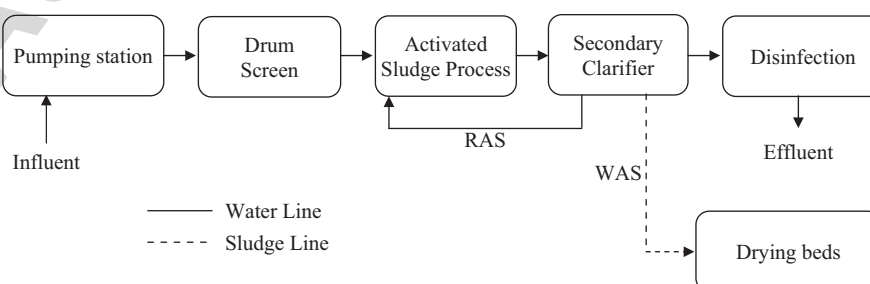 Pumping station
Drum
Screen
Activated
Sludge Process
Secondary
Clarifier
Disinfection
RAS
Influent
WAS
Effluent
Water Line
Sludge Line
Drying beds